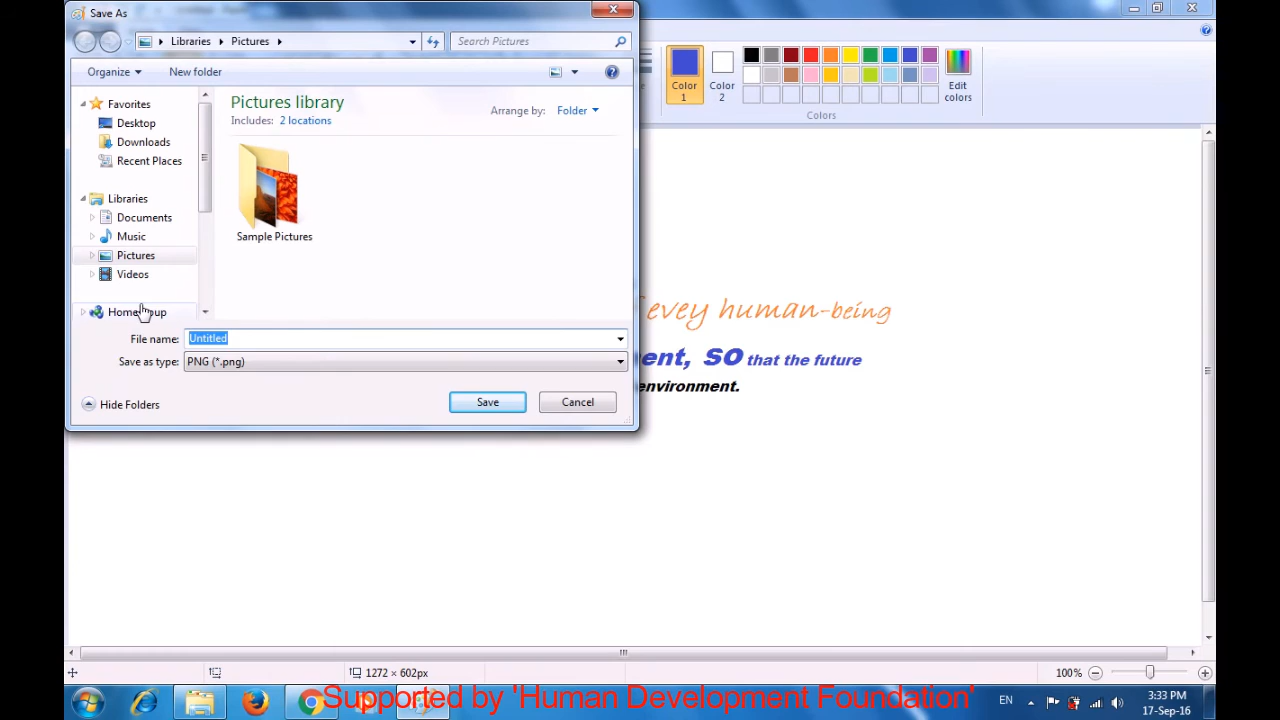 Save As
Libraries Pictures
Search Pictures
Organize New folder
Favorites
Desktop
Downloads
Recent Places
Libraries
Documents
Music
Pictures
Videos
Pictures library
Includes: 2 locations
Arrange by: Folder
Sample Pictures
File name: Untitled
Save as type: PNG (*.png)
Hide Folders
Save Cancel
Color 1
Color 2
Edit colors
Colors
evey human-being
ent, SO that the future
environment.
1272 × 602px
100%
EN
3:33 PM
17-Sep-16
Supported by 'Human Development Foundation'